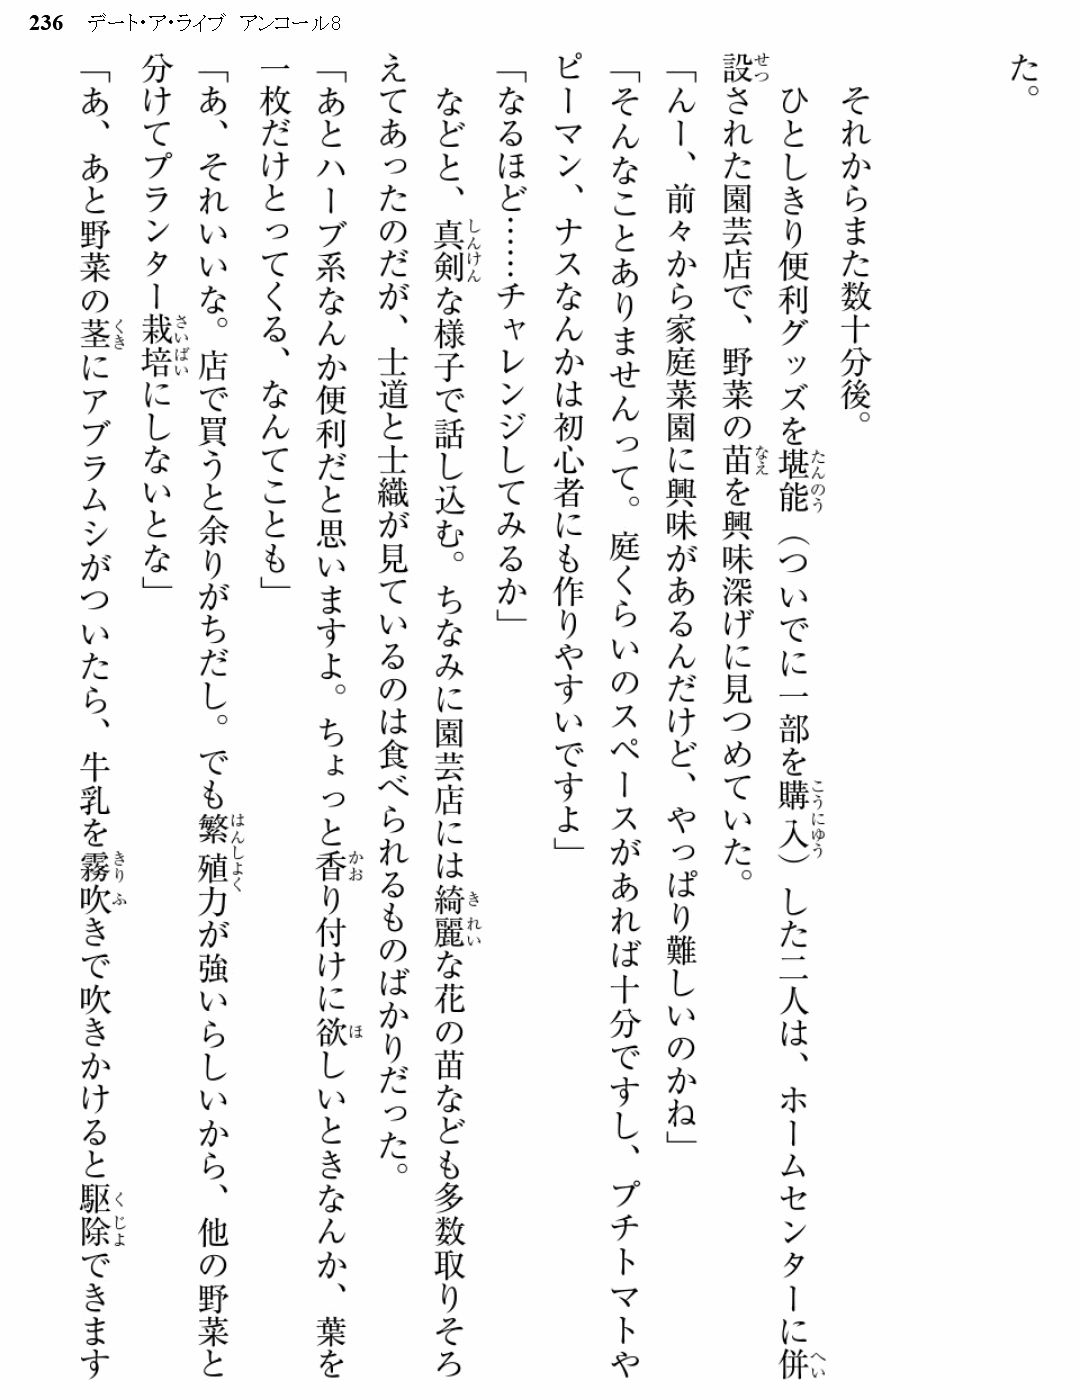 236 デート・ア・ライブ アンコール8
た。
それからまた数十分後。
ひとしきり便利グッズを堪能（ついでに一部を購入）した二人は、ホームセンターに併
設された園芸店で、野菜の苗を興味深げに見つめていた。
「んー、前々から家庭菜園に興味があるんだけど、やっぱり難しいのかね」
「そんなことありませんって。庭くらいのスペースがあれば十分ですし、プチトマトや
ピーマン、ナスなんかは初心者にも作りやすいですよ」
「なるほど……チャレンジしてみるか」
などと、真剣な様子で話し込む。ちなみに園芸店には綺麗な花の苗なども多数取りそろ
えてあったのだが、士道と士織が見ているのは食べられるものばかりだった。
「あとハーブ系なんか便利だと思いますよ。ちょっと香り付けに欲しいときなんか、葉を
一枚だけとってくる、なんてことも」
「あ、それいいな。店で買うと余りがちだし。でも繁殖力が強いらしいから、他の野菜と
分けてプランター栽培にしないとな」
「あ、あと野菜の茎にアブラムシがついたら、牛乳を霧吹きで吹きかけると駆除できます